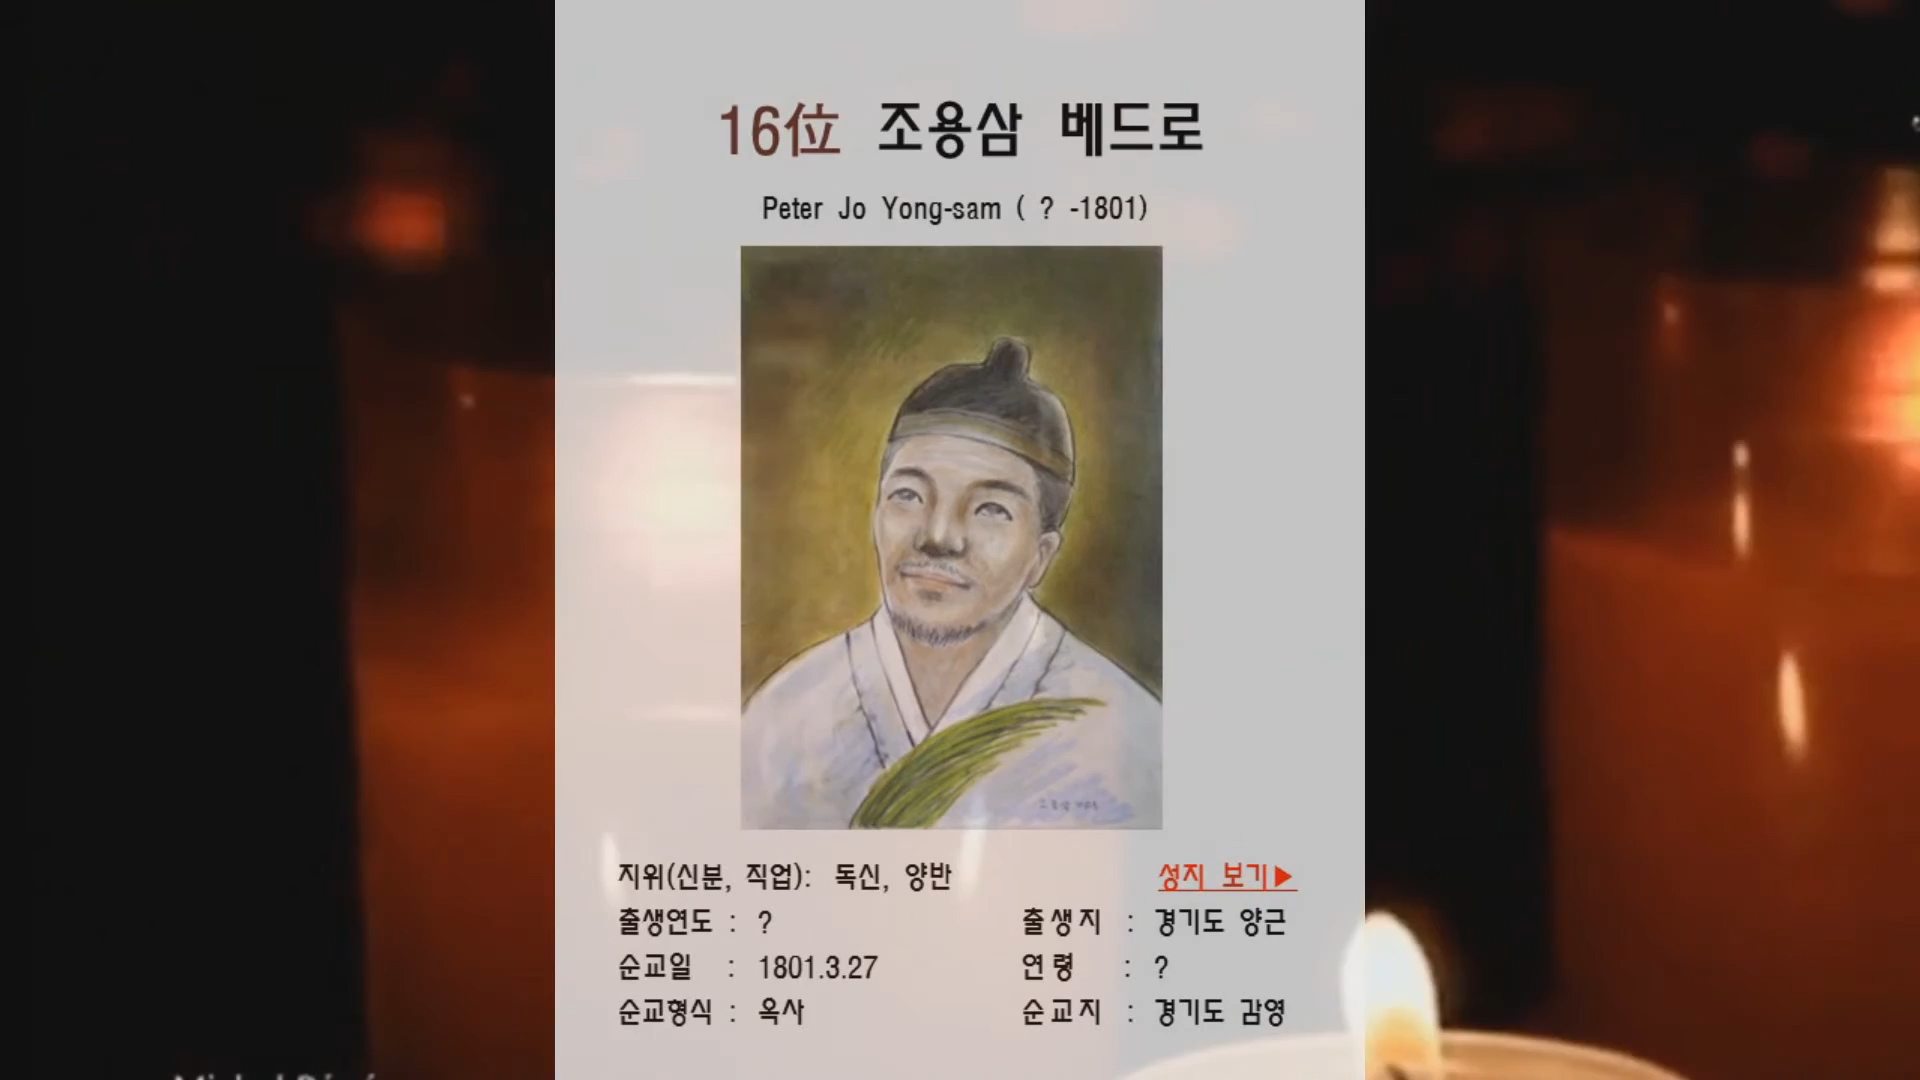 16位 조용삼 베드로
Peter Jo Yong-sam ( ? -1801)
지위(신분, 직업): 독신, 양반
성지 보기▶
출생연도 : ?
출생지 : 경기도 양근
순교일 : 1801.3.27
연령 : ?
순교형식 : 옥사
순교지 : 경기도 감영